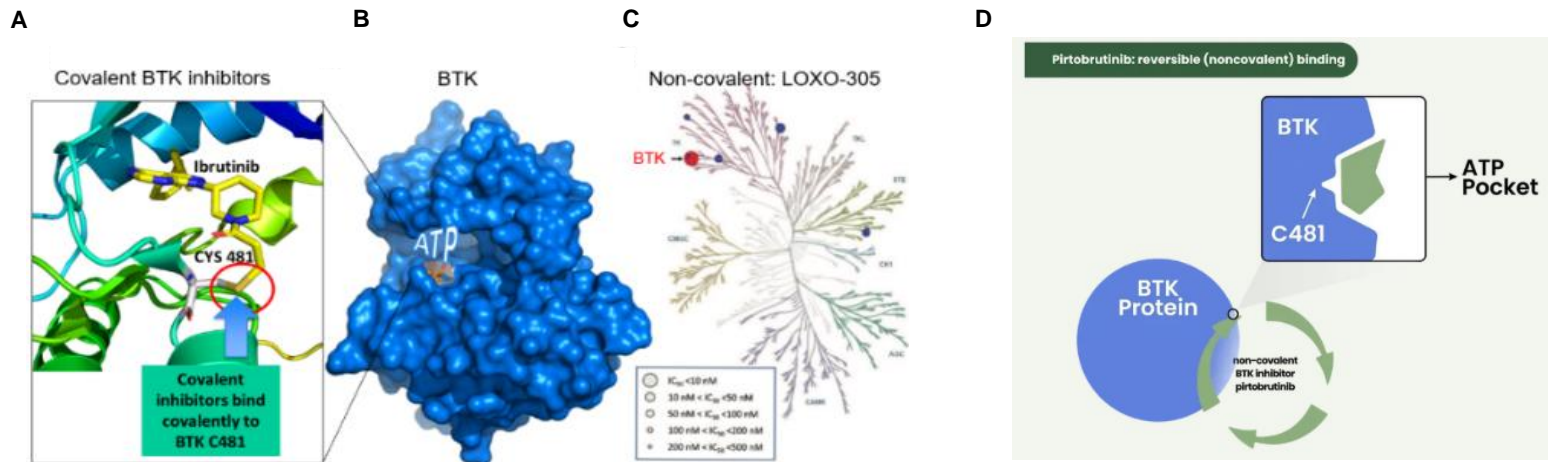 A
B
C
D
Covalent BTK inhibitors
Ibrutinib
CYS 481
Covalent
inhibitors bind
covalently to
BTK C481
BTK
ATP
Non-covalent: LOXO-305
BTK
TK
TKL
STE
CMGC
CK1
AGC
CAMK
IC₅₀ <10 nM
10 nM < IC₅₀ <50 nM
50 nM < IC₅₀ <100 nM
100 nM < IC₅₀ <200 nM
200 nM < IC₅₀ <500 nM
Pirtobrutinib: reversible (noncovalent) binding
BTK
C481
ATP
Pocket
BTK
Protein
non-covalent
BTK inhibitor
pirtobrutinib